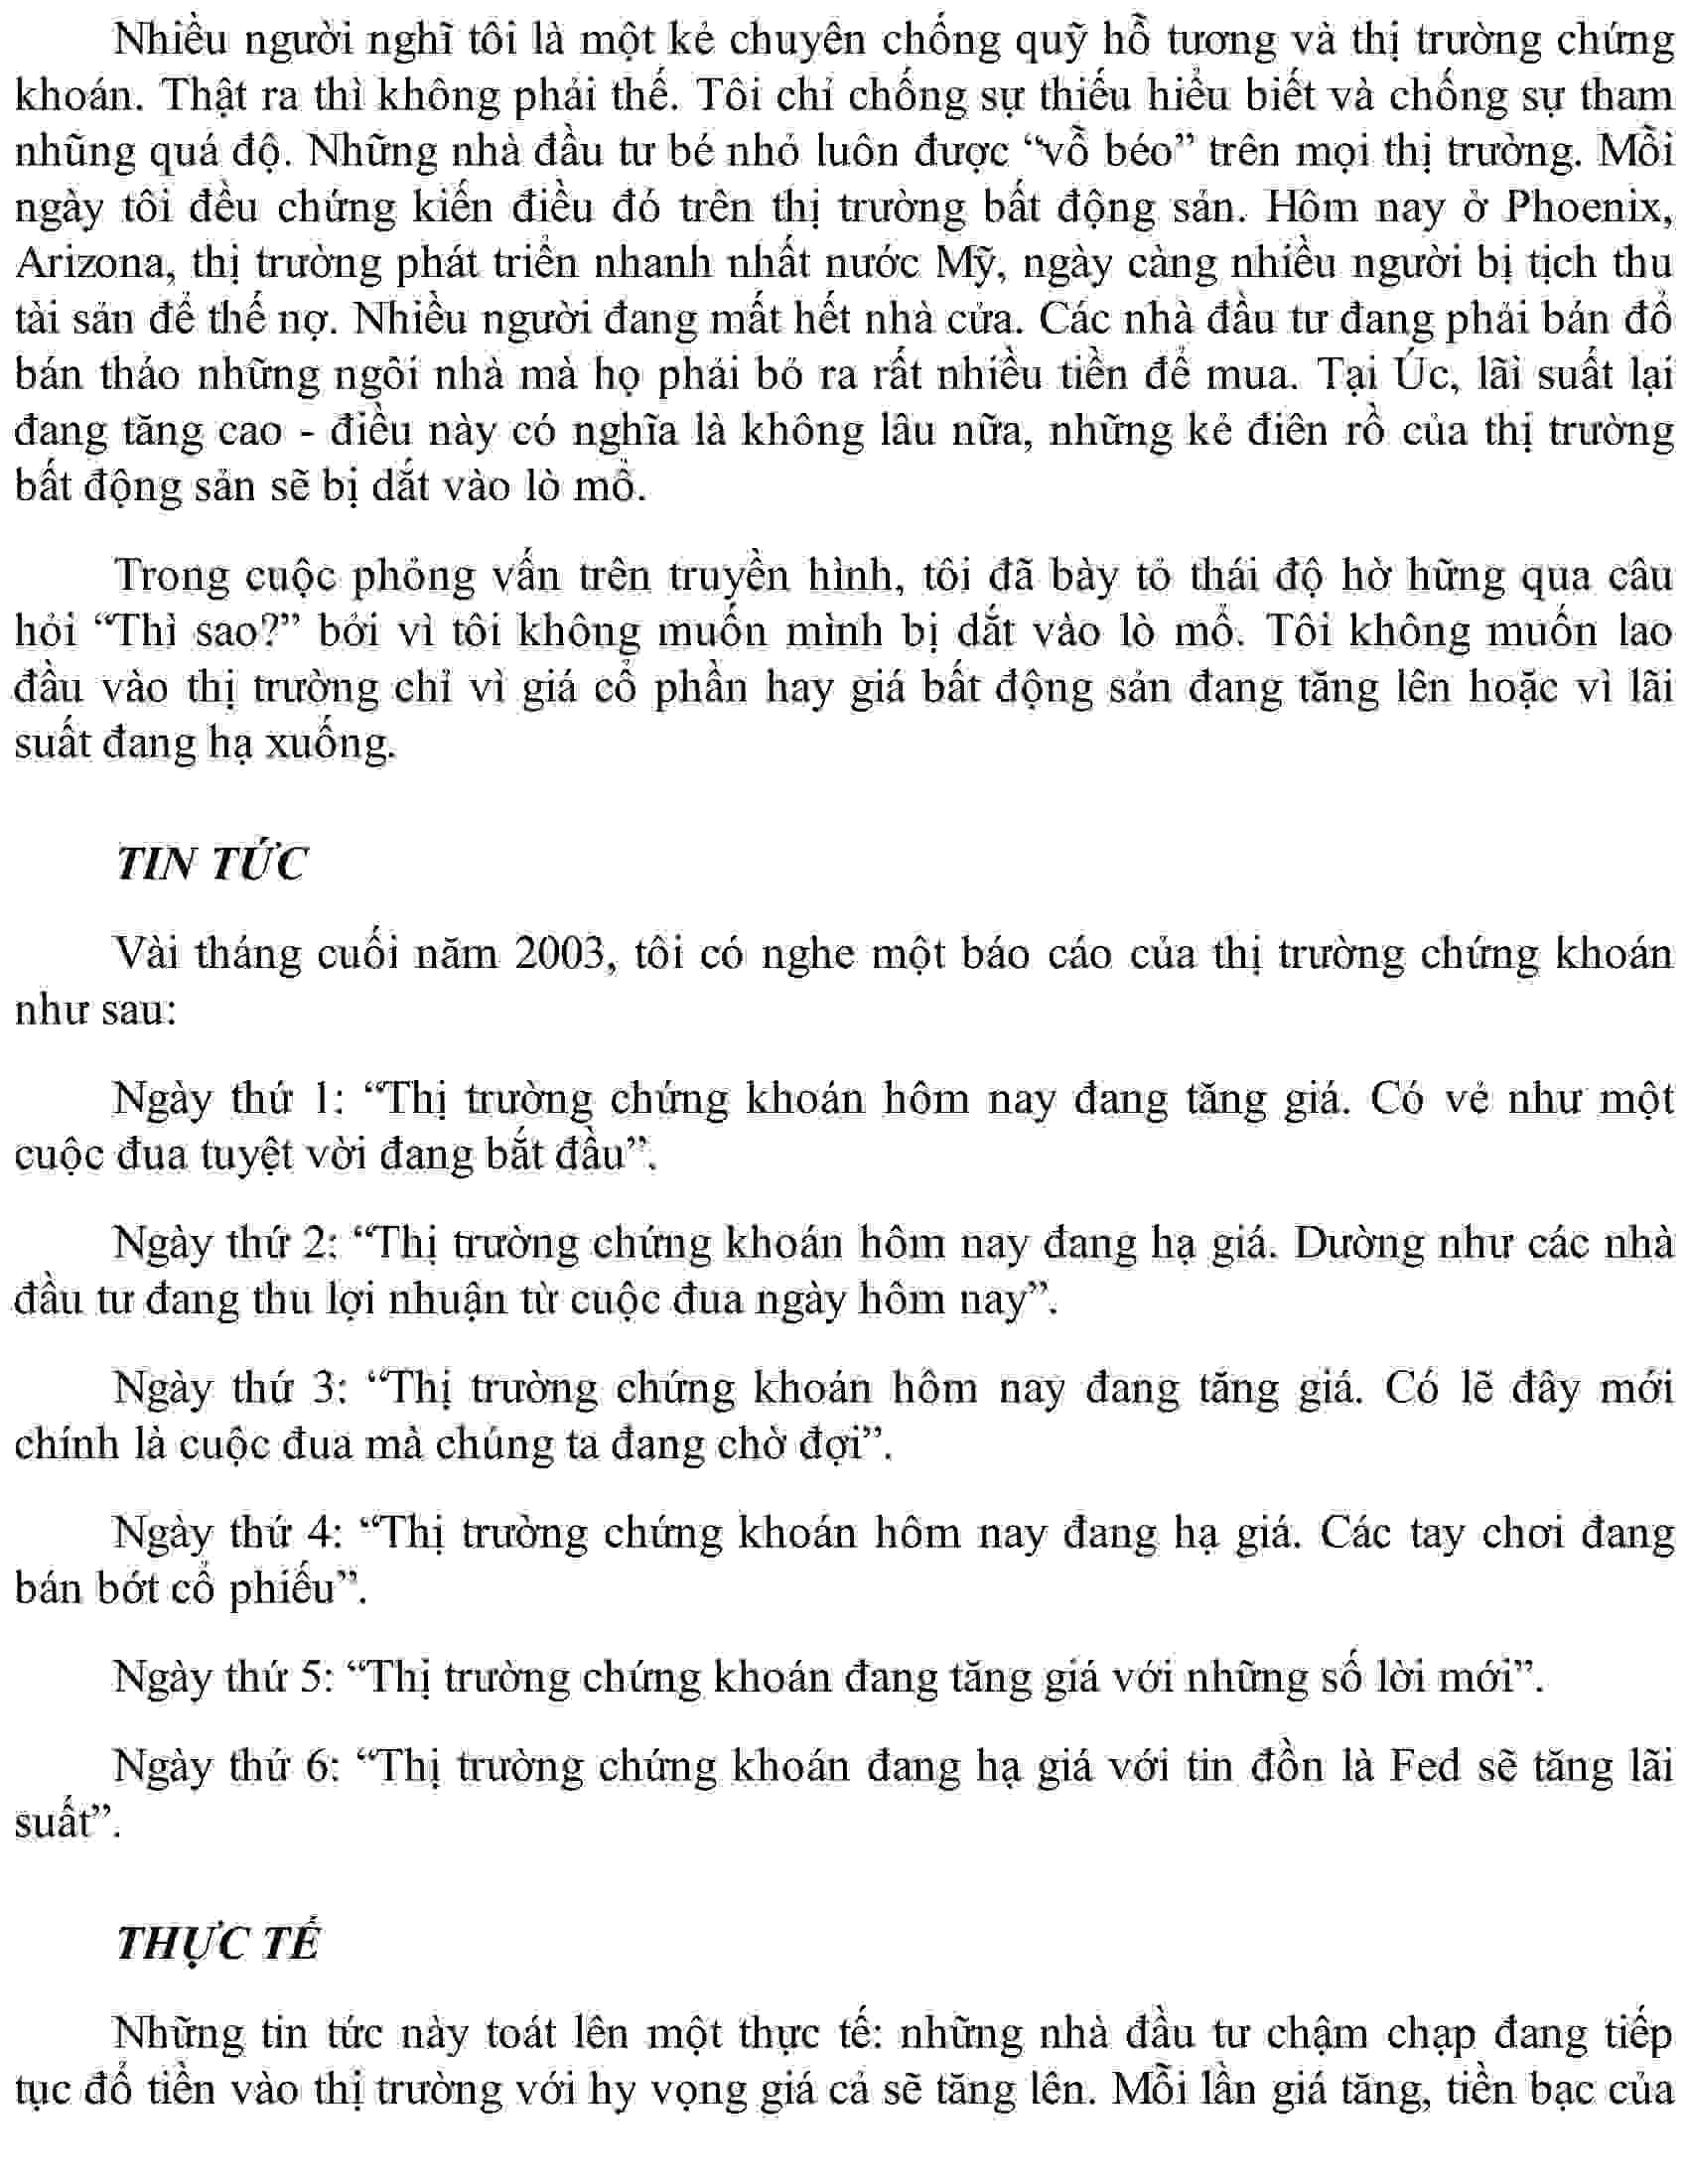 Nhiều người nghĩ tôi là một kẻ chuyên chống quỹ hỗ tương và thị trường chứng
khoán. Thật ra thì không phải thế. Tôi chỉ chống sự thiếu hiểu biết và chống sự tham
nhũng quá độ. Những nhà đầu tư bé nhỏ luôn được “vỗ béo” trên mọi thị trường. Mỗi
ngày tôi đều chứng kiến điều đó trên thị trường bất động sản. Hôm nay ở Phoenix,
Arizona, thị trường phát triển nhanh nhất nước Mỹ, ngày càng nhiều người bị tịch thu
tài sản để thế nợ. Nhiều người đang mất hết nhà cửa. Các nhà đầu tư đang phải bán đổ
bán tháo những ngôi nhà mà họ phải bỏ ra rất nhiều tiền để mua. Tại Úc, lãi suất lại
đang tăng cao - điều này có nghĩa là không lâu nữa, những kẻ điên rồ của thị trường
bất động sản sẽ bị dắt vào lò mổ.
Trong cuộc phỏng vấn trên truyền hình, tôi đã bày tỏ thái độ hờ hững qua câu
hỏi “Thì sao?” bởi vì tôi không muốn mình bị dắt vào lò mổ. Tôi không muốn lao
đầu vào thị trường chỉ vì giá cổ phần hay giá bất động sản đang tăng lên hoặc vì lãi
suất đang hạ xuống.
TIN TỨC
Vài tháng cuối năm 2003, tôi có nghe một báo cáo của thị trường chứng khoán
như sau:
Ngày thứ 1: “Thị trường chứng khoán hôm nay đang tăng giá. Có vẻ như một
cuộc đua tuyệt vời đang bắt đầu”.
Ngày thứ 2: “Thị trường chứng khoán hôm nay đang hạ giá. Dường như các nhà
đầu tư đang thu lợi nhuận từ cuộc đua ngày hôm nay”.
Ngày thứ 3: “Thị trường chứng khoán hôm nay đang tăng giá. Có lẽ đây mới
chính là cuộc đua mà chúng ta đang chờ đợi”.
Ngày thứ 4: “Thị trường chứng khoán hôm nay đang hạ giá. Các tay chơi đang
bán bớt cổ phiếu”.
Ngày thứ 5: “Thị trường chứng khoán đang tăng giá với những số lời mới”.
Ngày thứ 6: “Thị trường chứng khoán đang hạ giá với tin đồn là Fed sẽ tăng lãi
suất”.
THỰC TẾ
Những tin tức này toát lên một thực tế: những nhà đầu tư chậm chạp đang tiếp
tục đổ tiền vào thị trường với hy vọng giá cả sẽ tăng lên. Mỗi lần giá tăng, tiền bạc của